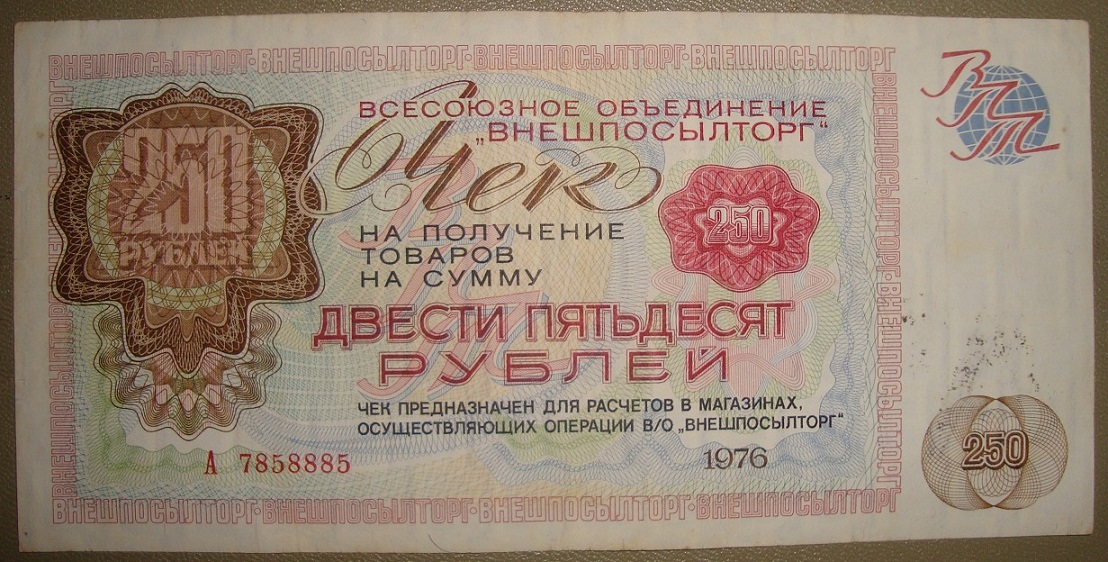 ВНЕШПОСЫЛТОРГ·ВНЕШПОСЫЛТОРГ·ВНЕШПОСЫЛТОРГ·ВНЕШПОСЫЛТОРГ
ВПТ
250
РУБЛЕЙ
ВСЕСОЮЗНОЕ ОБЪЕДИНЕНИЕ
„ВНЕШПОСЫЛТОРГ“
Чек
НА ПОЛУЧЕНИЕ
ТОВАРОВ
НА СУММУ
250
ДВЕСТИ ПЯТЬДЕСЯТ
РУБЛЕЙ
ЧЕК ПРЕДНАЗНАЧЕН ДЛЯ РАСЧЕТОВ В МАГАЗИНАХ,
ОСУЩЕСТВЛЯЮЩИХ ОПЕРАЦИИ В/О „ВНЕШПОСЫЛТОРГ“
А 7858885
1976
250
ВНЕШПОСЫЛТОРГ·ВНЕШПОСЫЛТОРГ·ВНЕШПОСЫЛТОРГ·ВНЕШПОСЫЛТОРГ